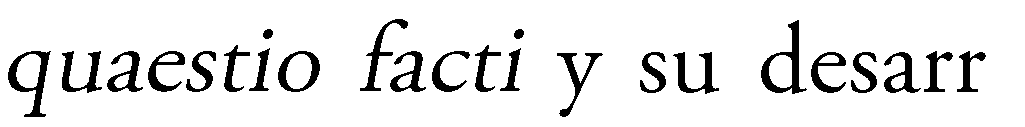 quaestio facti y su desarr